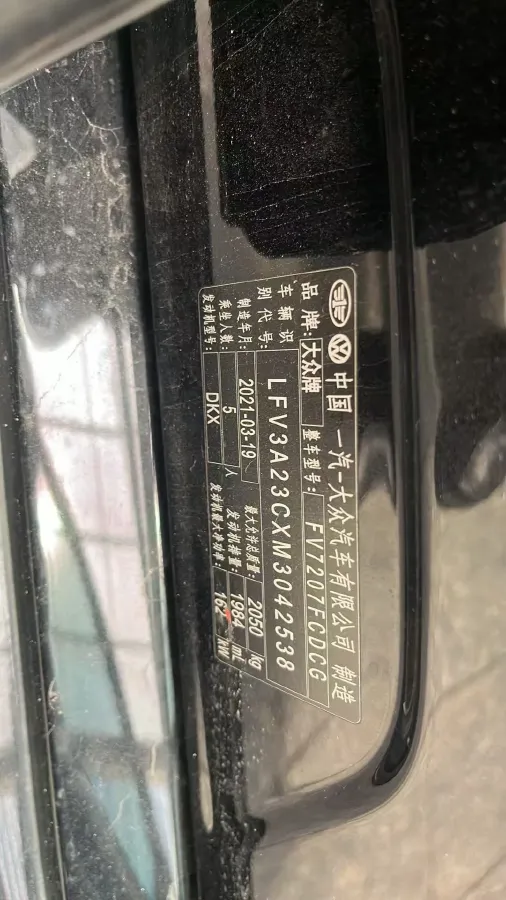 中国 一汽-大众汽车有限公司 制造
品 牌: 大众牌 整车型号: FV7207FCDCG
车 辆 识
别 代 号: LFV3A23CXM3042538
制造年月: 2021-03-19 最大允许总质量: 2050 kg
乘坐人数: 5 人 发动机排量: 1984 mL
发动机型号: DKX 发动机最大净功率: 162 kW